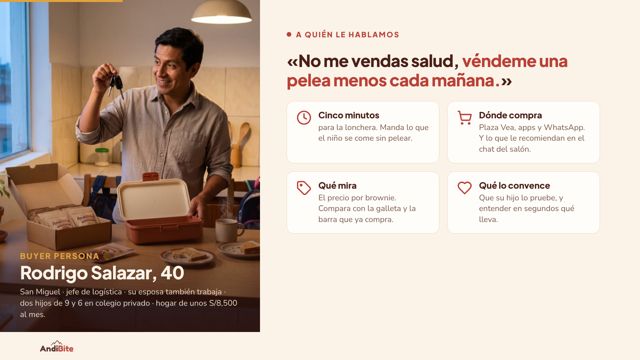 A QUIÉN LE HABLAMOS
«No me vendas salud, véndeme una
pelea menos cada mañana.»
Cinco minutos
para la lonchera. Manda lo que
el niño se come sin pelear.
Dónde compra
Plaza Vea, apps y WhatsApp.
Y lo que le recomiendan en el
chat del salón.
Qué mira
El precio por brownie.
Compara con la galleta y la
barra que ya compra.
Qué lo convence
Que su hijo lo pruebe, y
entender en segundos qué
lleva.
BUYER PERSONA
Rodrigo Salazar, 40
San Miguel · jefe de logística · su esposa también trabaja ·
dos hijos de 9 y 6 en colegio privado · hogar de unos S/8,500
al mes.
AndiBite